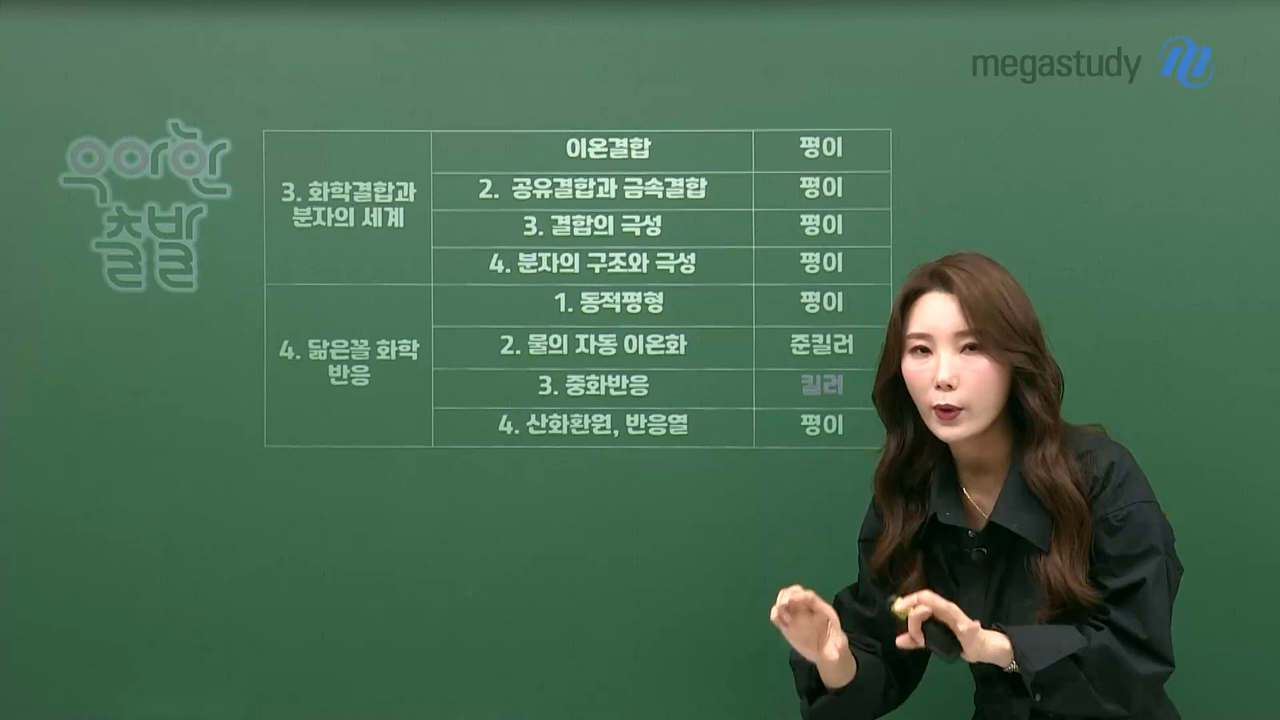 megastudy
우아한
출발
3. 화학결합과
분자의 세계
이온결합
평이
2. 공유결합과 금속결합
평이
3. 결합의 극성
평이
4. 분자의 구조와 극성
평이
4. 닮은꼴 화학
반응
1. 동적평형
평이
2. 물의 자동 이온화
준킬러
3. 중화반응
킬러
4. 산화환원, 반응열
평이